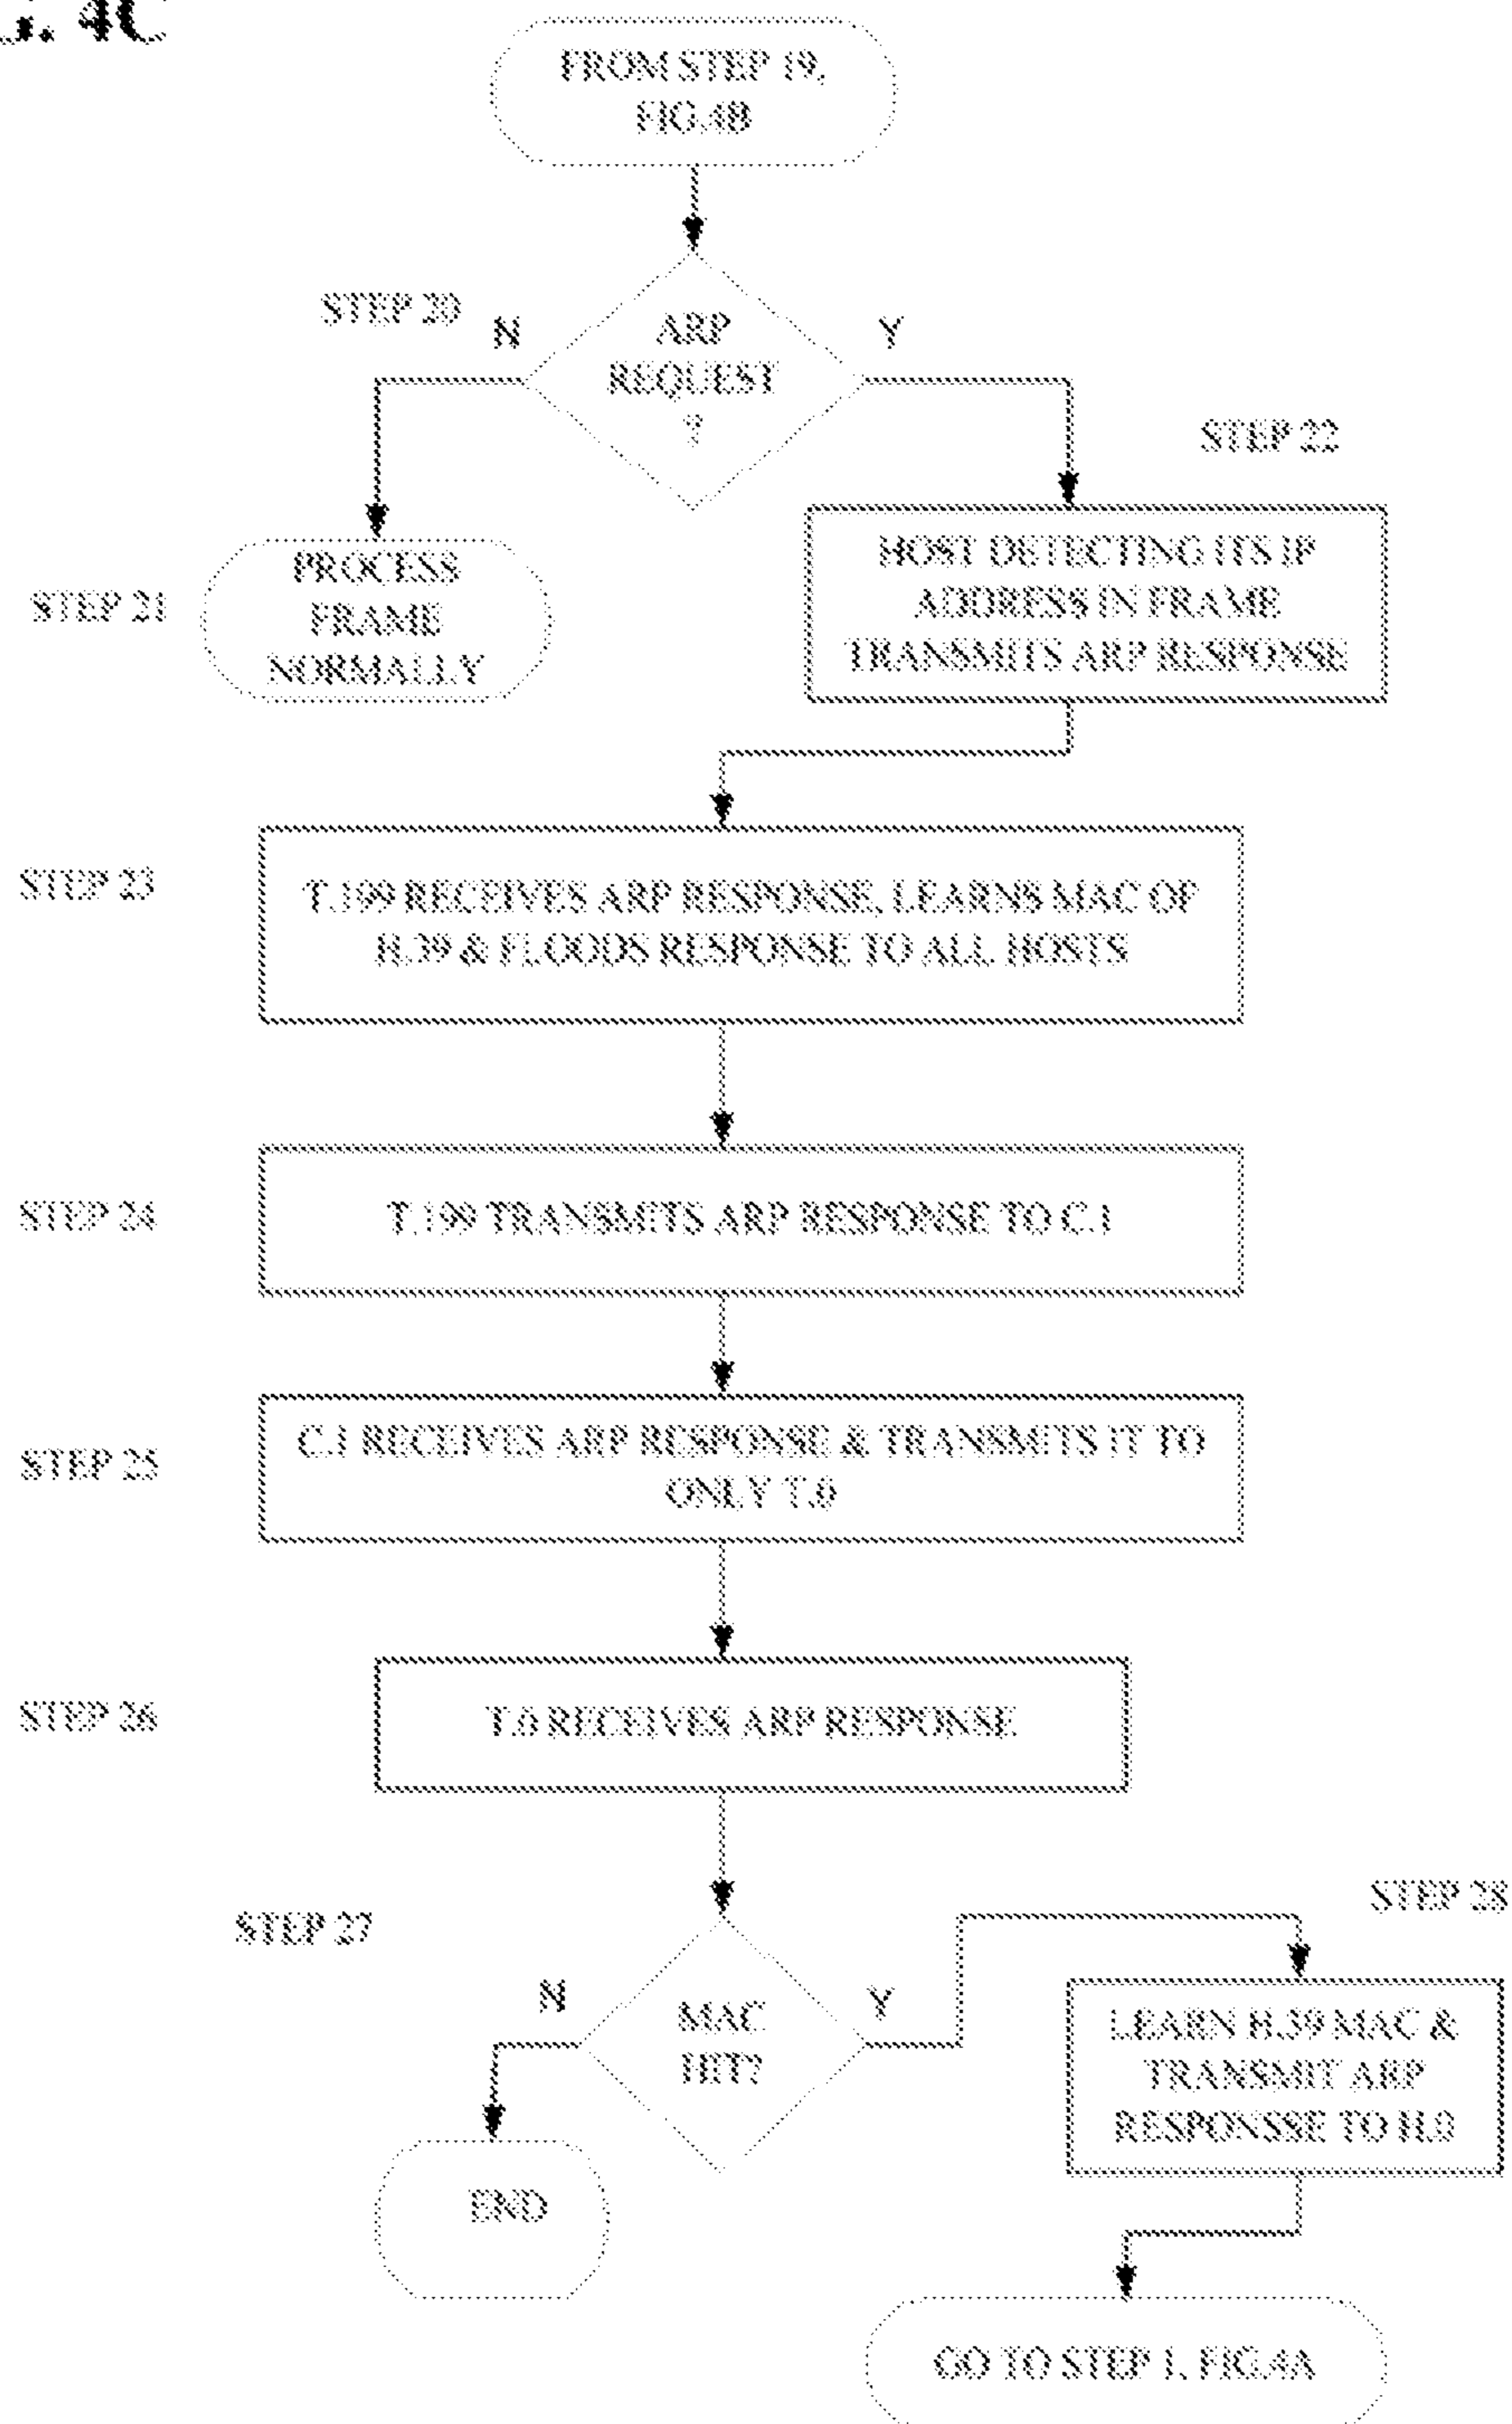 G. 4C
FROM STEP 19,
FIG.4B
STEP 20
N
ARP
REQUEST
?
Y
STEP 22
HOST DETECTING ITS IP
ADDRESS IN FRAME
TRANSMITS ARP RESPONSE
STEP 21
PROCESS
FRAME
NORMALLY
STEP 23
T.199 RECEIVES ARP RESPONSE, LEARNS MAC OF
H.39 & FLOODS RESPONSE TO ALL HOSTS
STEP 24
T.199 TRANSMITS ARP RESPONSE TO C.1
STEP 25
C.1 RECEIVES ARP RESPONSE & TRANSMITS IT TO
ONLY T.0
STEP 26
T.0 RECEIVES ARP RESPONSE
STEP 27
N
MAC
HIT?
Y
STEP 28
LEARN H.39 MAC &
TRANSMIT ARP
RESPONSSE TO H.0
END
GO TO STEP 1, FIG.4A